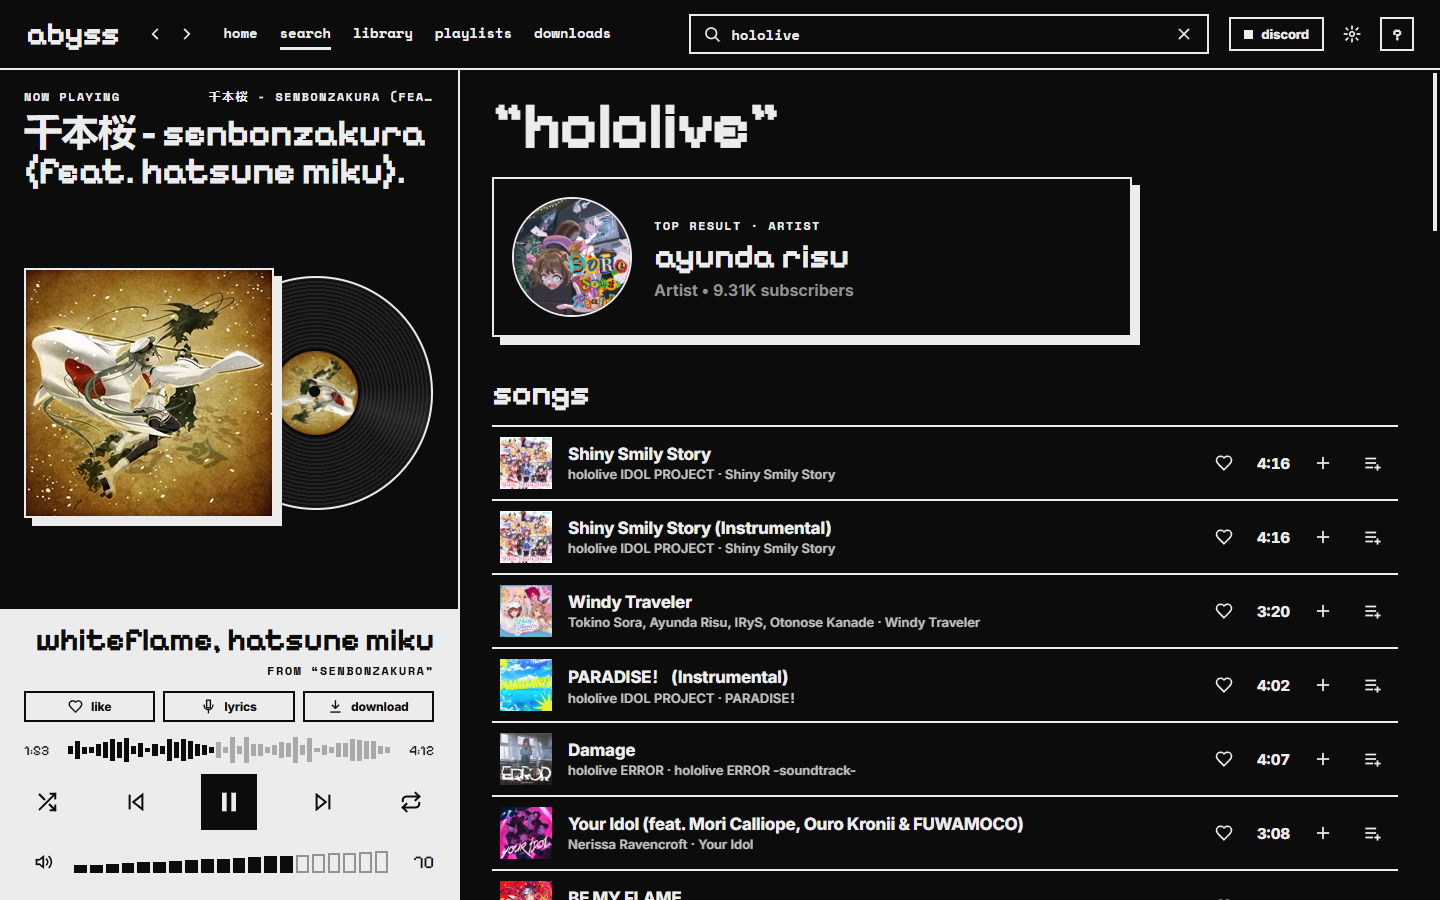 abyss
home search library playlists downloads
hololive
discord
?
NOW PLAYING
千本桜 - SENBONZAKURA (FEA…
千本桜 - senbonzakura
(feat. hatsune miku).
whiteflame, hatsune miku
FROM “SENBONZAKURA”
like
lyrics
download
1:53
4:12
70
“hololive”
TOP RESULT · ARTIST
ayunda risu
Artist • 9.31K subscribers
songs
Shiny Smily Story
hololive IDOL PROJECT · Shiny Smily Story
4:16
Shiny Smily Story (Instrumental)
hololive IDOL PROJECT · Shiny Smily Story
4:16
Windy Traveler
Tokino Sora, Ayunda Risu, IRyS, Otonose Kanade · Windy Traveler
3:20
PARADISE！ (Instrumental)
hololive IDOL PROJECT · PARADISE！
4:02
ERROR
Damage
hololive ERROR · hololive ERROR -soundtrack-
4:07
YOUR IDOL
Your Idol (feat. Mori Calliope, Ouro Kronii & FUWAMOCO)
Nerissa Ravencroft · Your Idol
3:08
BE MY FLAME